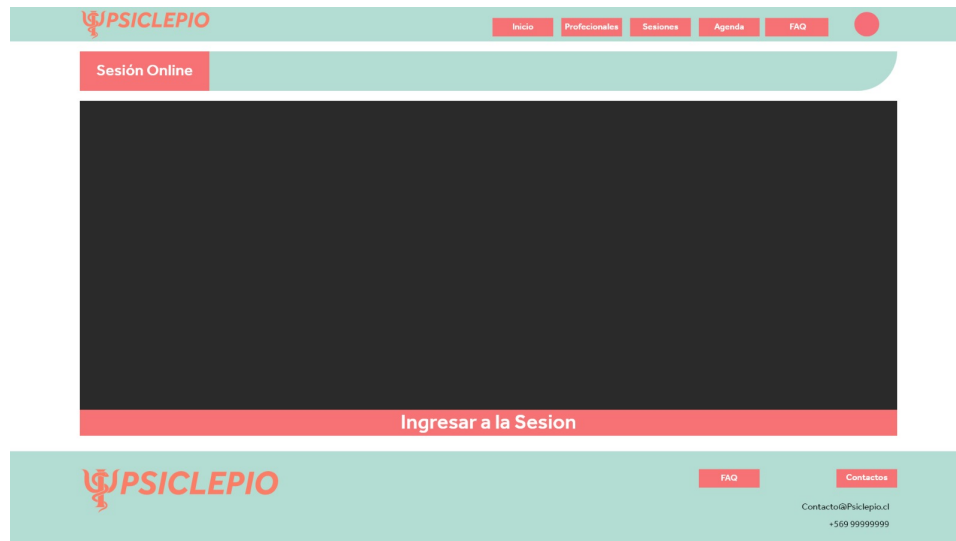 PSICLEPIO
Inicio Profecionales Sesiones Agenda FAQ
Sesión Online
Ingresar a la Sesion
PSICLEPIO
FAQ Contactos
Contacto@Psiclepio.cl
+569 99999999